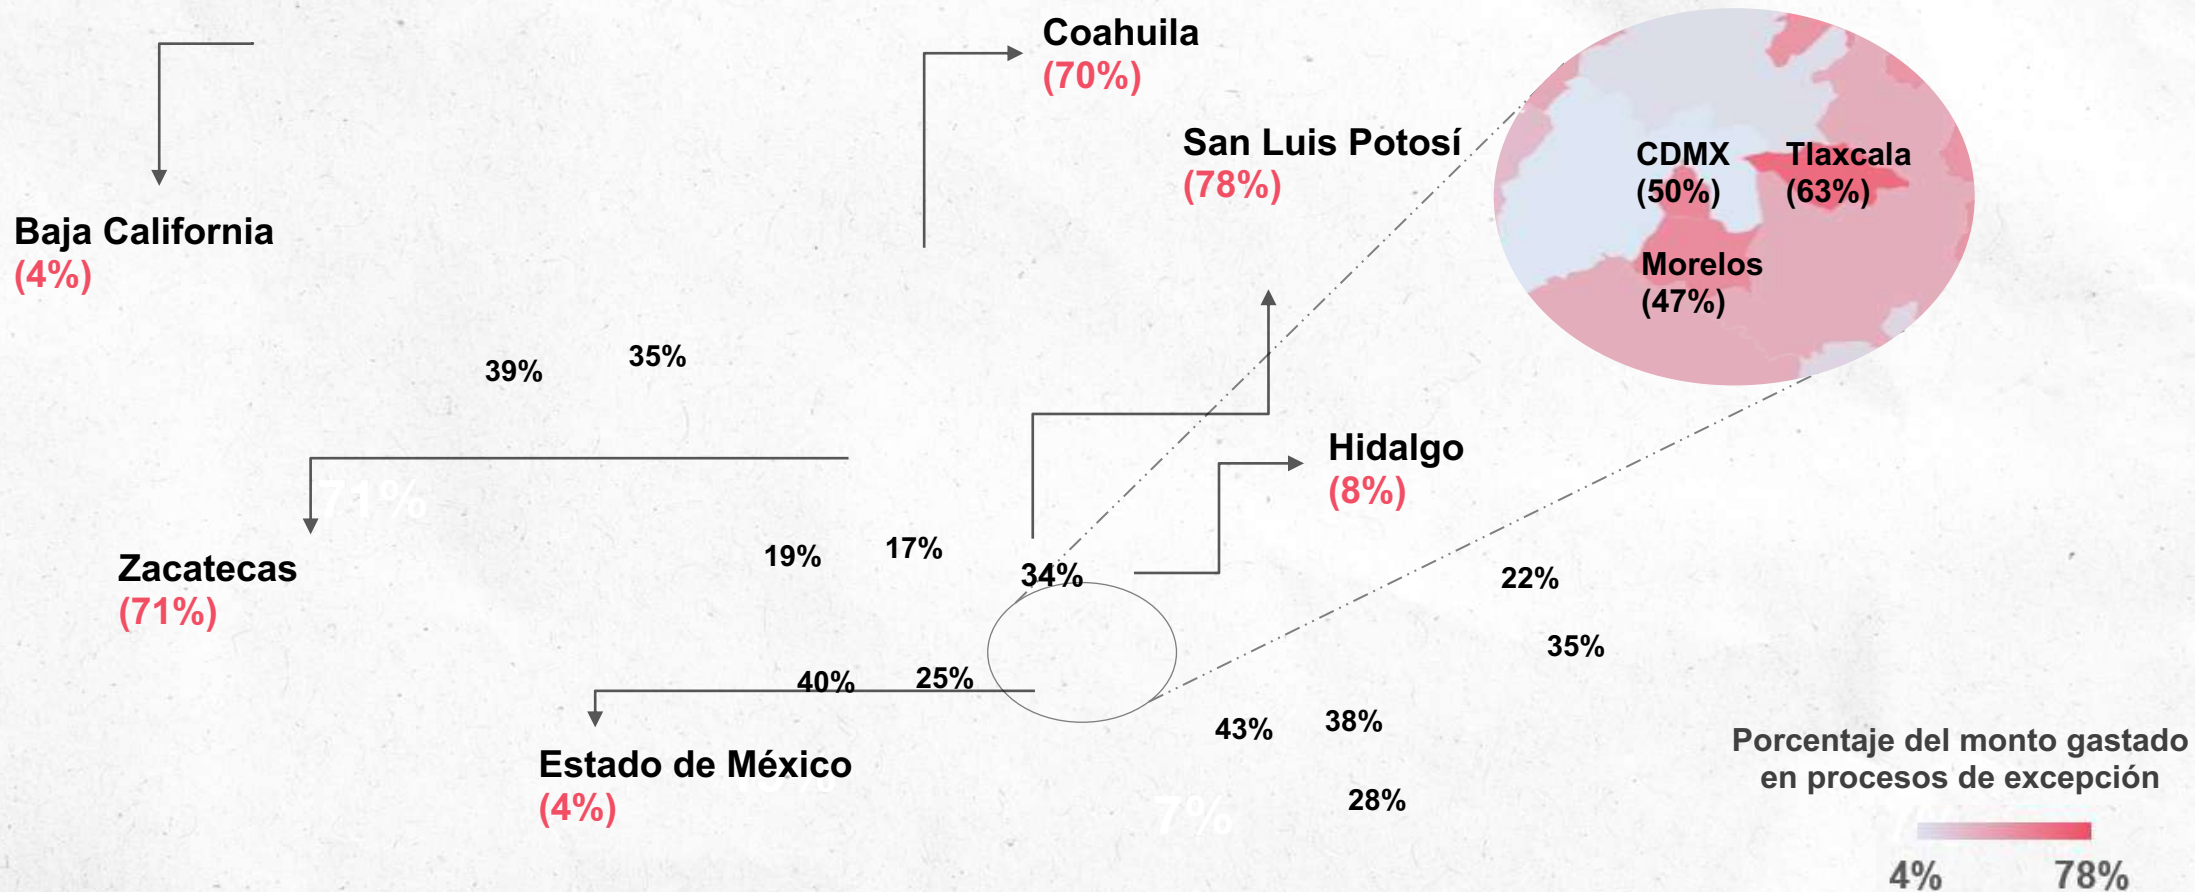 Coahuila
(70%)
San Luis Potosí
(78%)
CDMX
(50%)
Tlaxcala
(63%)
Morelos
(47%)
Baja California
(4%)
39%
35%
Hidalgo
(8%)
71%
Zacatecas
(71%)
19%
17%
34%
22%
35%
40%
25%
43%
38%
Estado de México
(4%)
7%
28%
Porcentaje del monto gastado
en procesos de excepción
4%
78%